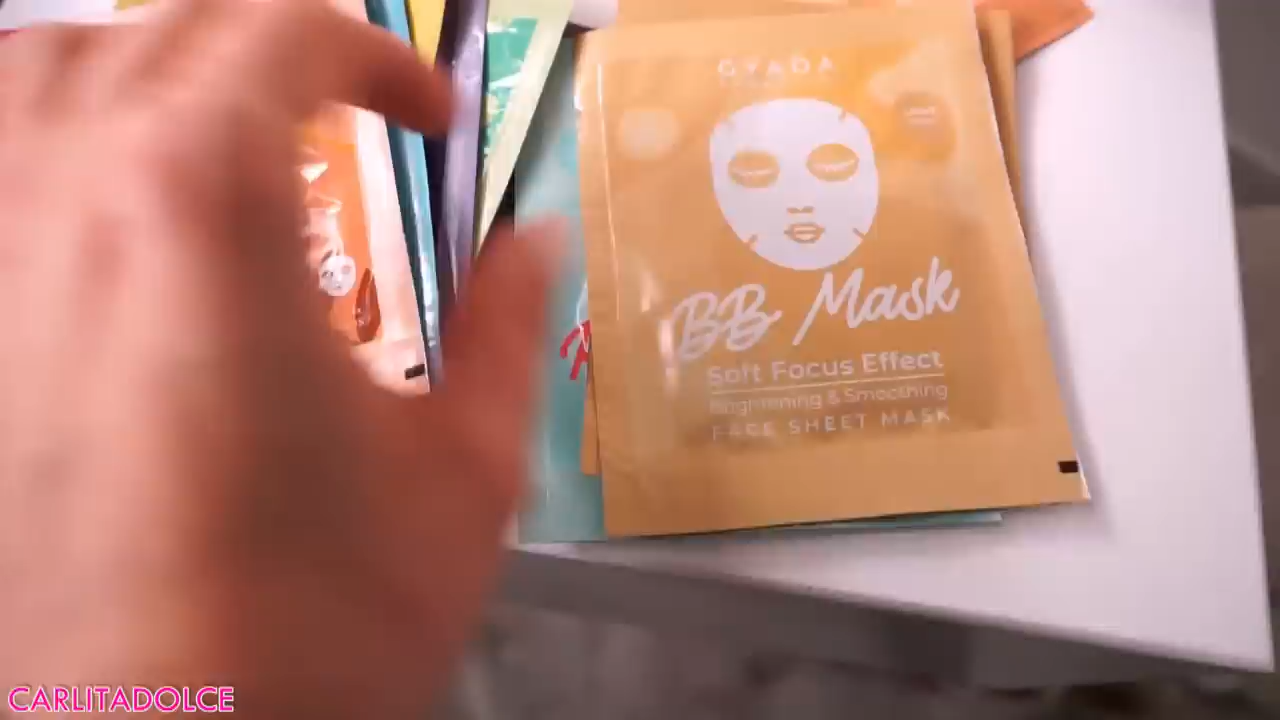 GYADA
BB Mask
Soft Focus Effect
Brightening & Smoothing
FACE SHEET MASK
CARLITADOLCE